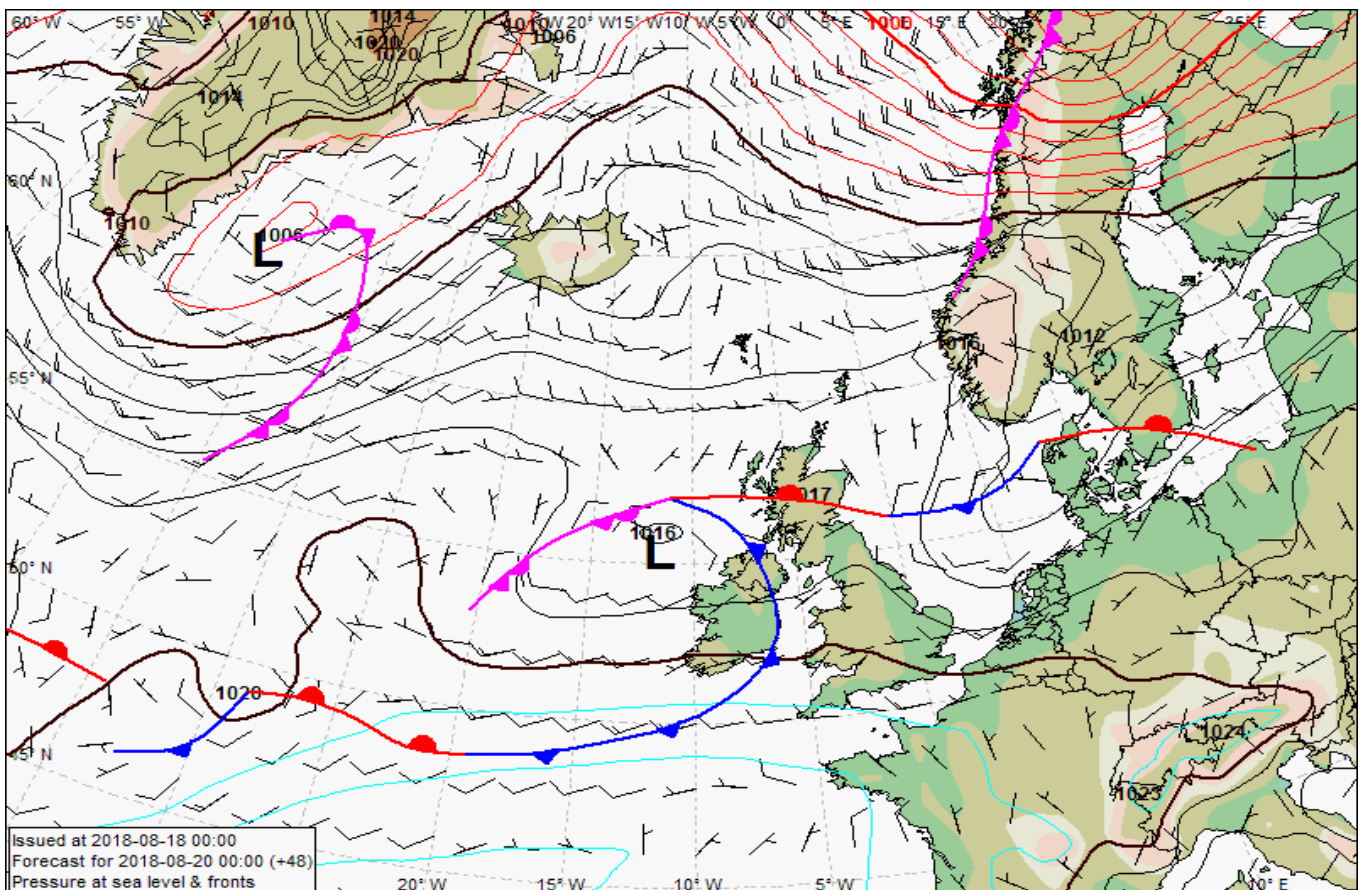 60° W
55° W
1010
1014
1020
1020
1010
20° W
15° W
10° W
5° W
0°
5° E
1000
15° E
20°
25° E
1006
1014
60° N
1010
1006
L
1016
1012
55° N
1017
1016
L
50° N
1020
45° N
1024
1023
Issued at 2018-08-18 00:00
Forecast for 2018-08-20 00:00 (+48)
Pressure at sea level & fronts
20° W
15° W
10° W
5° W
10° E